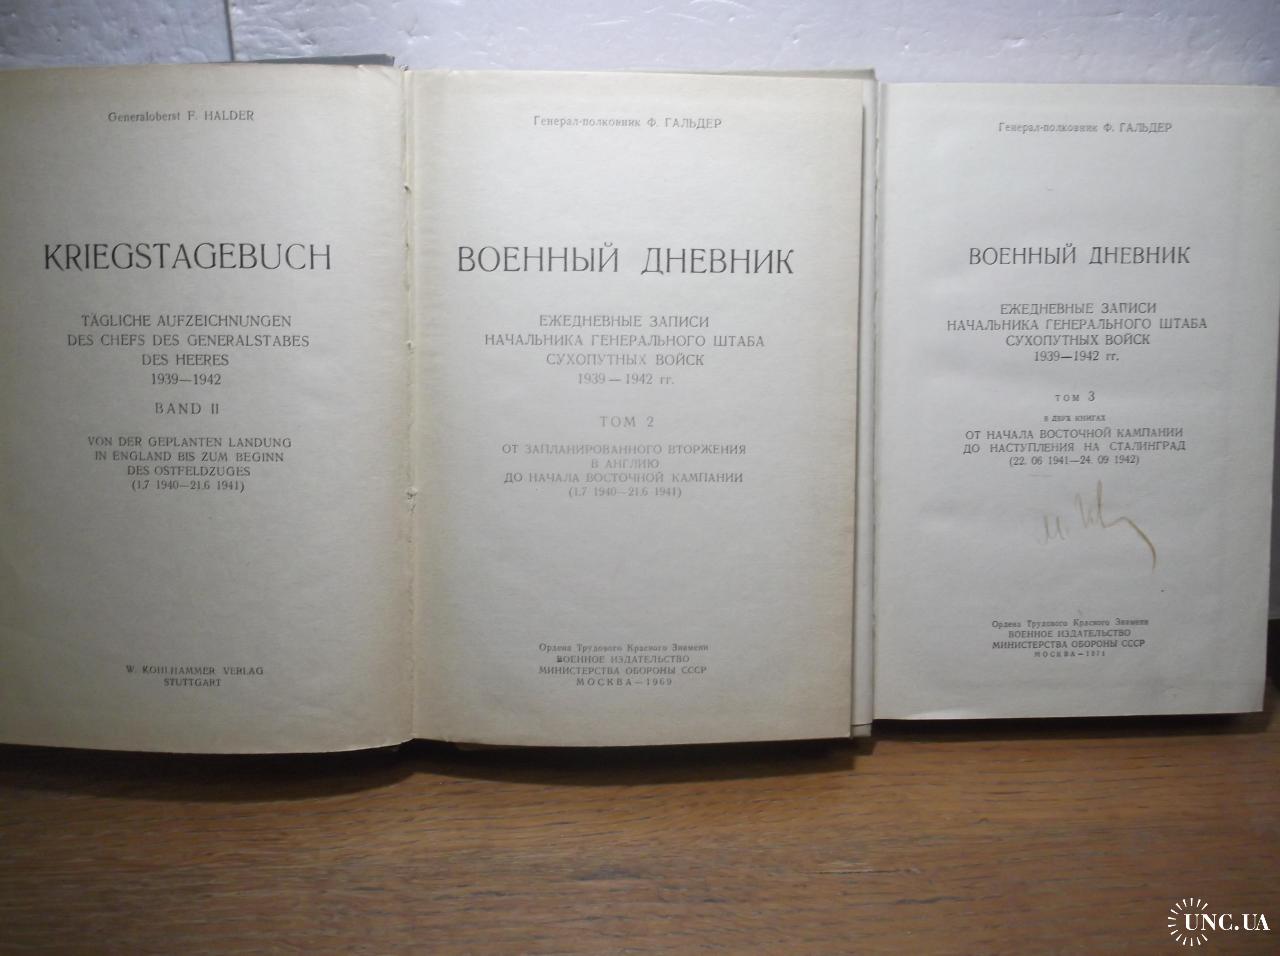 Generaloberst F. HALDER
KRIEGSTAGEBUCH
TÄGLICHE AUFZEICHNUNGEN
DES CHEFS DES GENERALSTABES
DES HEERES
1939—1942
BAND II
VON DER GEPLANTEN LANDUNG
IN ENGLAND BIS ZUM BEGINN
DES OSTFELDZUGES
(1.7 1940—21.6 1941)
W. KOHLHAMMER VERLAG
STUTTGART
Генерал-полковник Ф. ГАЛЬДЕР
ВОЕННЫЙ ДНЕВНИК
ЕЖЕДНЕВНЫЕ ЗАПИСИ
НАЧАЛЬНИКА ГЕНЕРАЛЬНОГО ШТАБА
СУХОПУТНЫХ ВОЙСК
1939—1942 гг.
ТОМ 2
ОТ ЗАПЛАНИРОВАННОГО ВТОРЖЕНИЯ
В АНГЛИЮ
ДО НАЧАЛА ВОСТОЧНОЙ КАМПАНИИ
(1.7 1940—21.6 1941)
Ордена Трудового Красного Знамени
ВОЕННОЕ ИЗДАТЕЛЬСТВО
МИНИСТЕРСТВА ОБОРОНЫ СССР
МОСКВА—1969
Генерал-полковник Ф. ГАЛЬДЕР
ВОЕННЫЙ ДНЕВНИК
ЕЖЕДНЕВНЫЕ ЗАПИСИ
НАЧАЛЬНИКА ГЕНЕРАЛЬНОГО ШТАБА
СУХОПУТНЫХ ВОЙСК
1939—1942 гг.
ТОМ 3
В ДВУХ КНИГАХ
ОТ НАЧАЛА ВОСТОЧНОЙ КАМПАНИИ
ДО НАСТУПЛЕНИЯ НА СТАЛИНГРАД
(22. 06 1941—24. 09 1942)
Ордена Трудового Красного Знамени
ВОЕННОЕ ИЗДАТЕЛЬСТВО
МИНИСТЕРСТВА ОБОРОНЫ СССР
МОСКВА—1971
UNC.UA